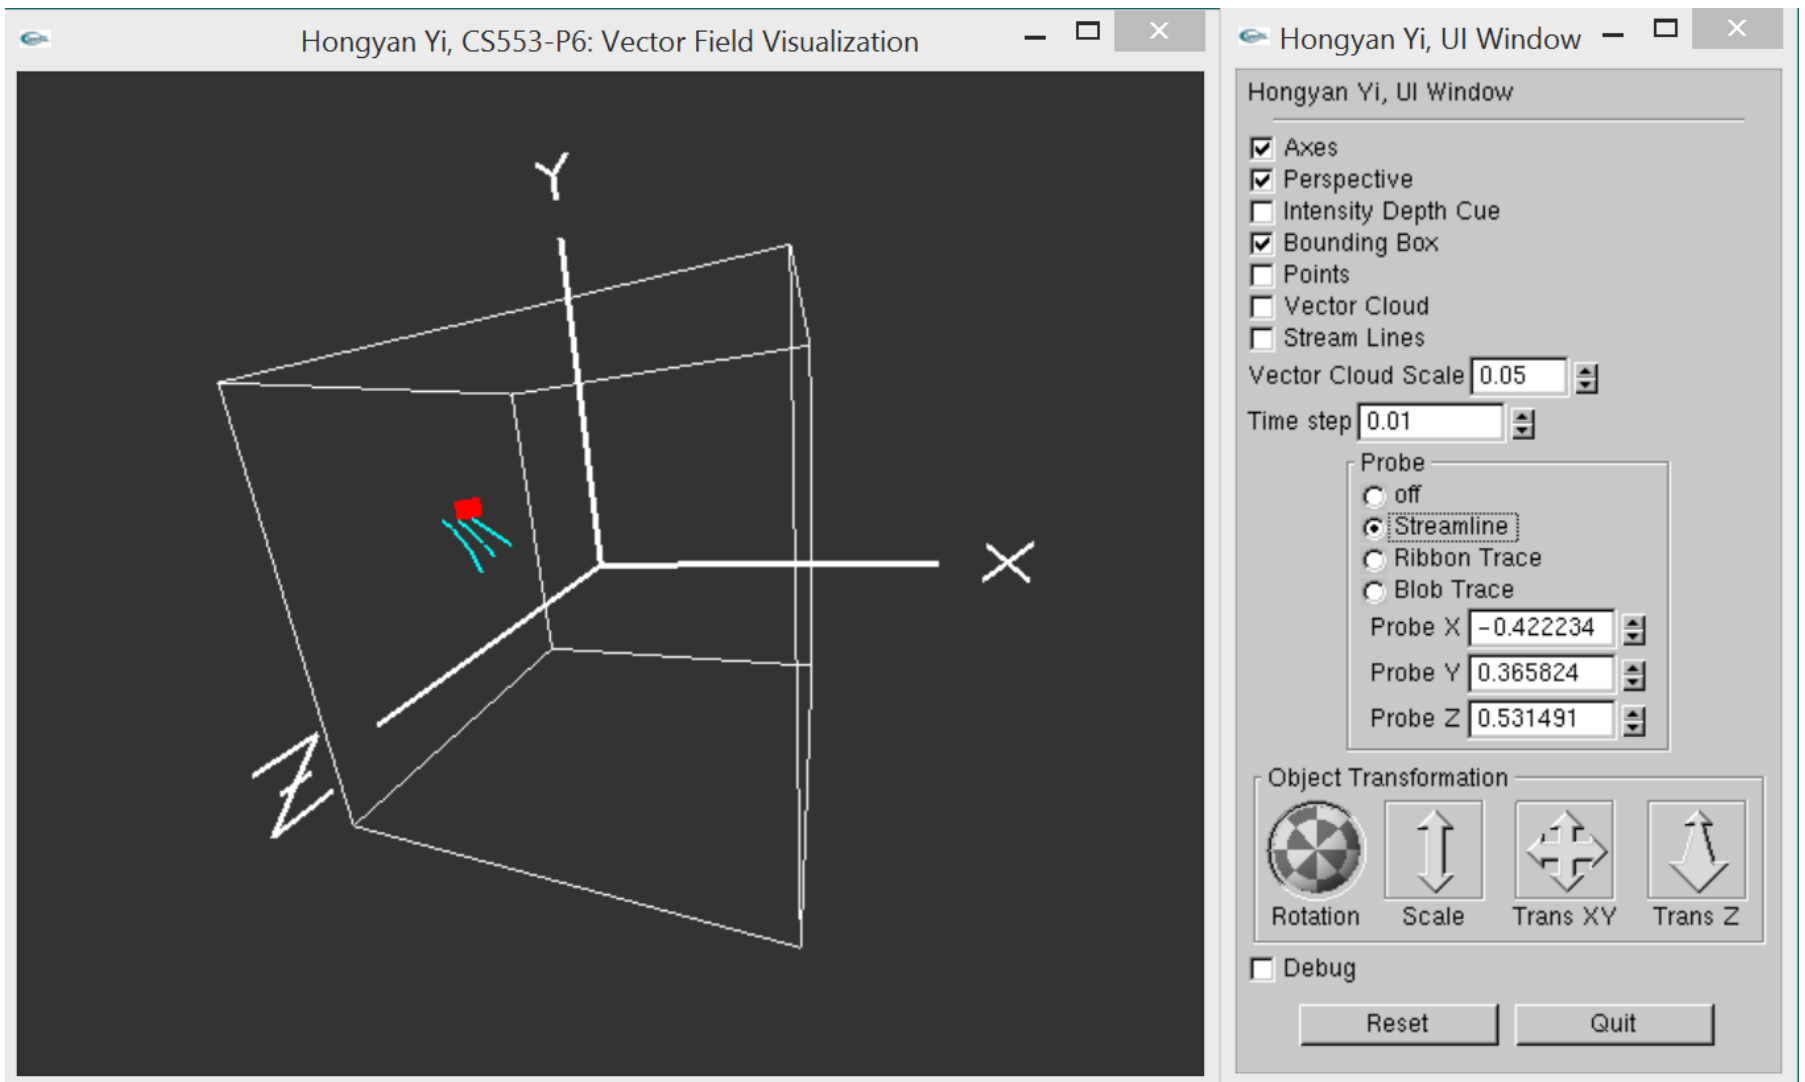 Hongyan Yi, CS553-P6: Vector Field Visualization
Y
X
Z
Hongyan Yi, UI Window
Hongyan Yi, UI Window
Axes
Perspective
Intensity Depth Cue
Bounding Box
Points
Vector Cloud
Stream Lines
Vector Cloud Scale 0.05
Time step 0.01
Probe
off
Streamline
Ribbon Trace
Blob Trace
Probe X -0.422234
Probe Y 0.365824
Probe Z 0.531491
Object Transformation
Rotation Scale Trans XY Trans Z
Debug
Reset Quit